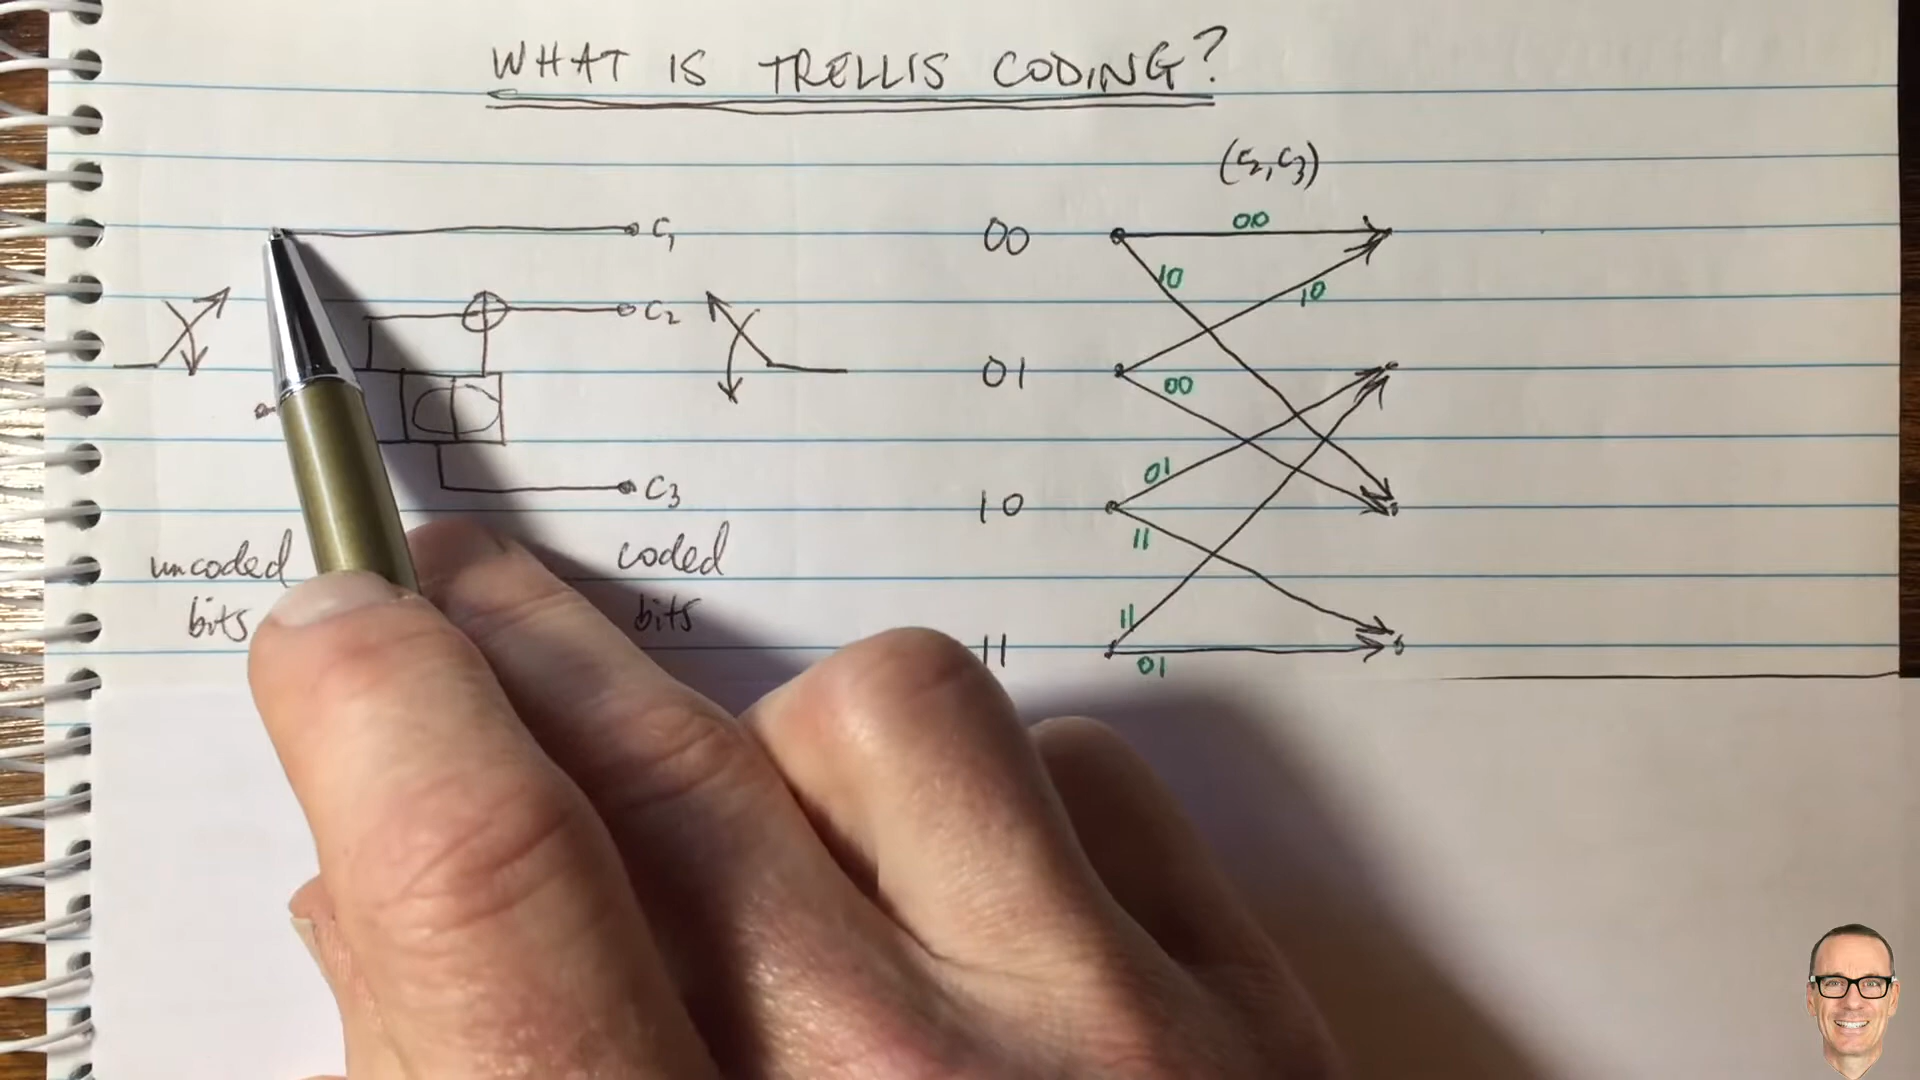 WHAT IS TRELLIS CODING?
(c₂, c₃)
c₁
c₂
c₃
uncoded
bits
coded
bits
00
00
10
10
01
00
10
01
11
11
11
01